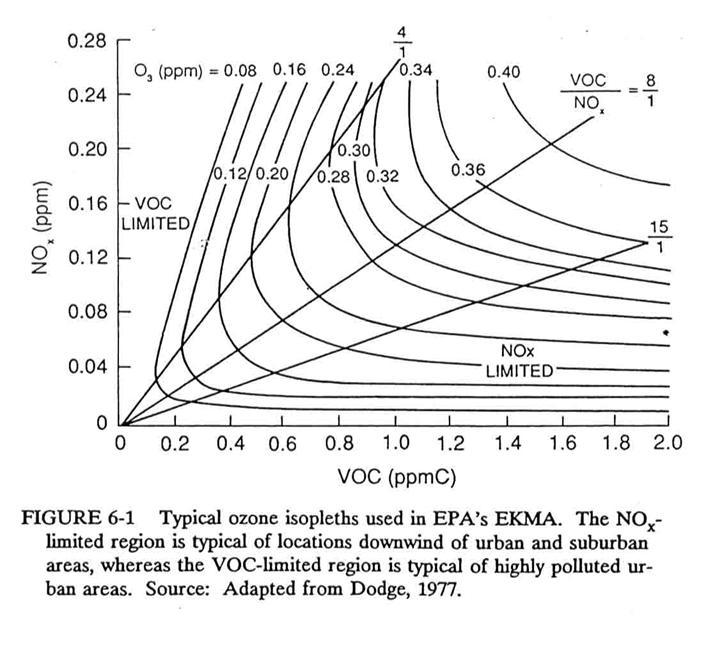 4
1
0.28
O3 (ppm) = 0.08 0.16 0.24 0.34 0.40
VOC
NOx
= 8
1
0.24
0.20
0.30
0.12 0.20 0.28 0.32 0.36
0.16
VOC
LIMITED
15
1
NOx (ppm)
0.12
0.08
NOx
LIMITED
0.04
0
0 0.2 0.4 0.6 0.8 1.0 1.2 1.4 1.6 1.8 2.0
VOC (ppmC)
FIGURE 6-1 Typical ozone isopleths used in EPA's EKMA. The NOx-
limited region is typical of locations downwind of urban and suburban
areas, whereas the VOC-limited region is typical of highly polluted ur-
ban areas. Source: Adapted from Dodge, 1977.